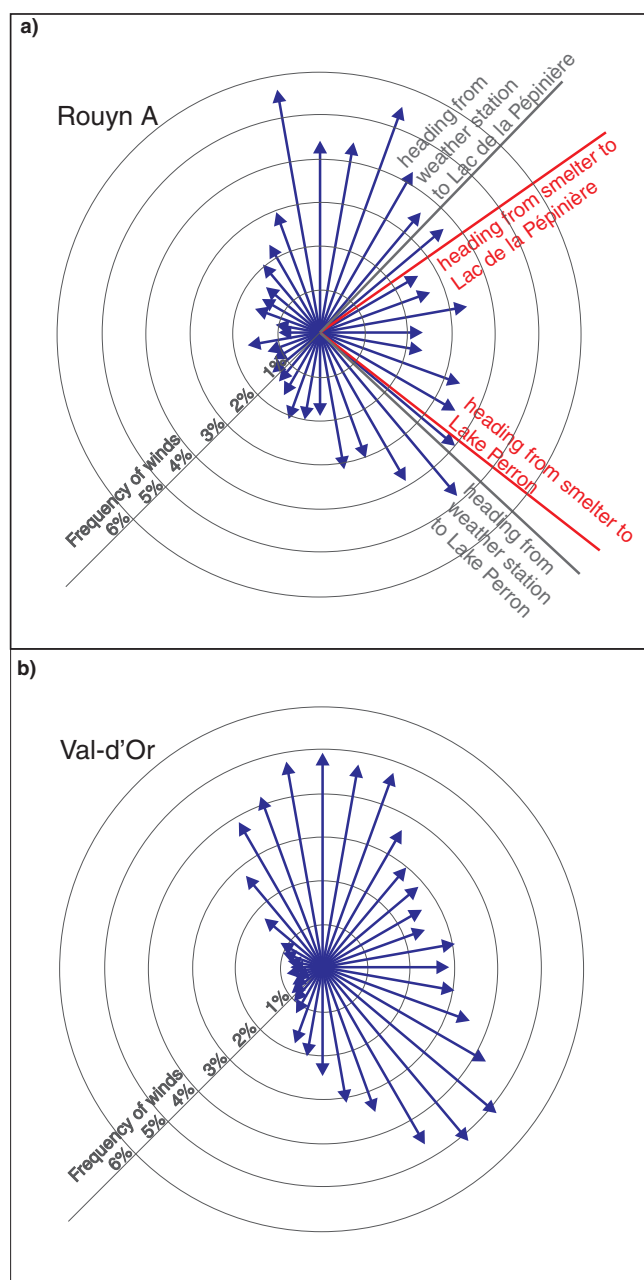 a)
Rouyn A
heading from
weather station
to Lac de la Pépinière
heading from smelter to
Lac de la Pépinière
1%
2%
3%
4%
5%
6%
Frequency of winds
heading from smelter to
Lake Perron
heading from
weather station
to Lake Perron
b)
Val-d'Or
1%
2%
3%
4%
5%
6%
Frequency of winds